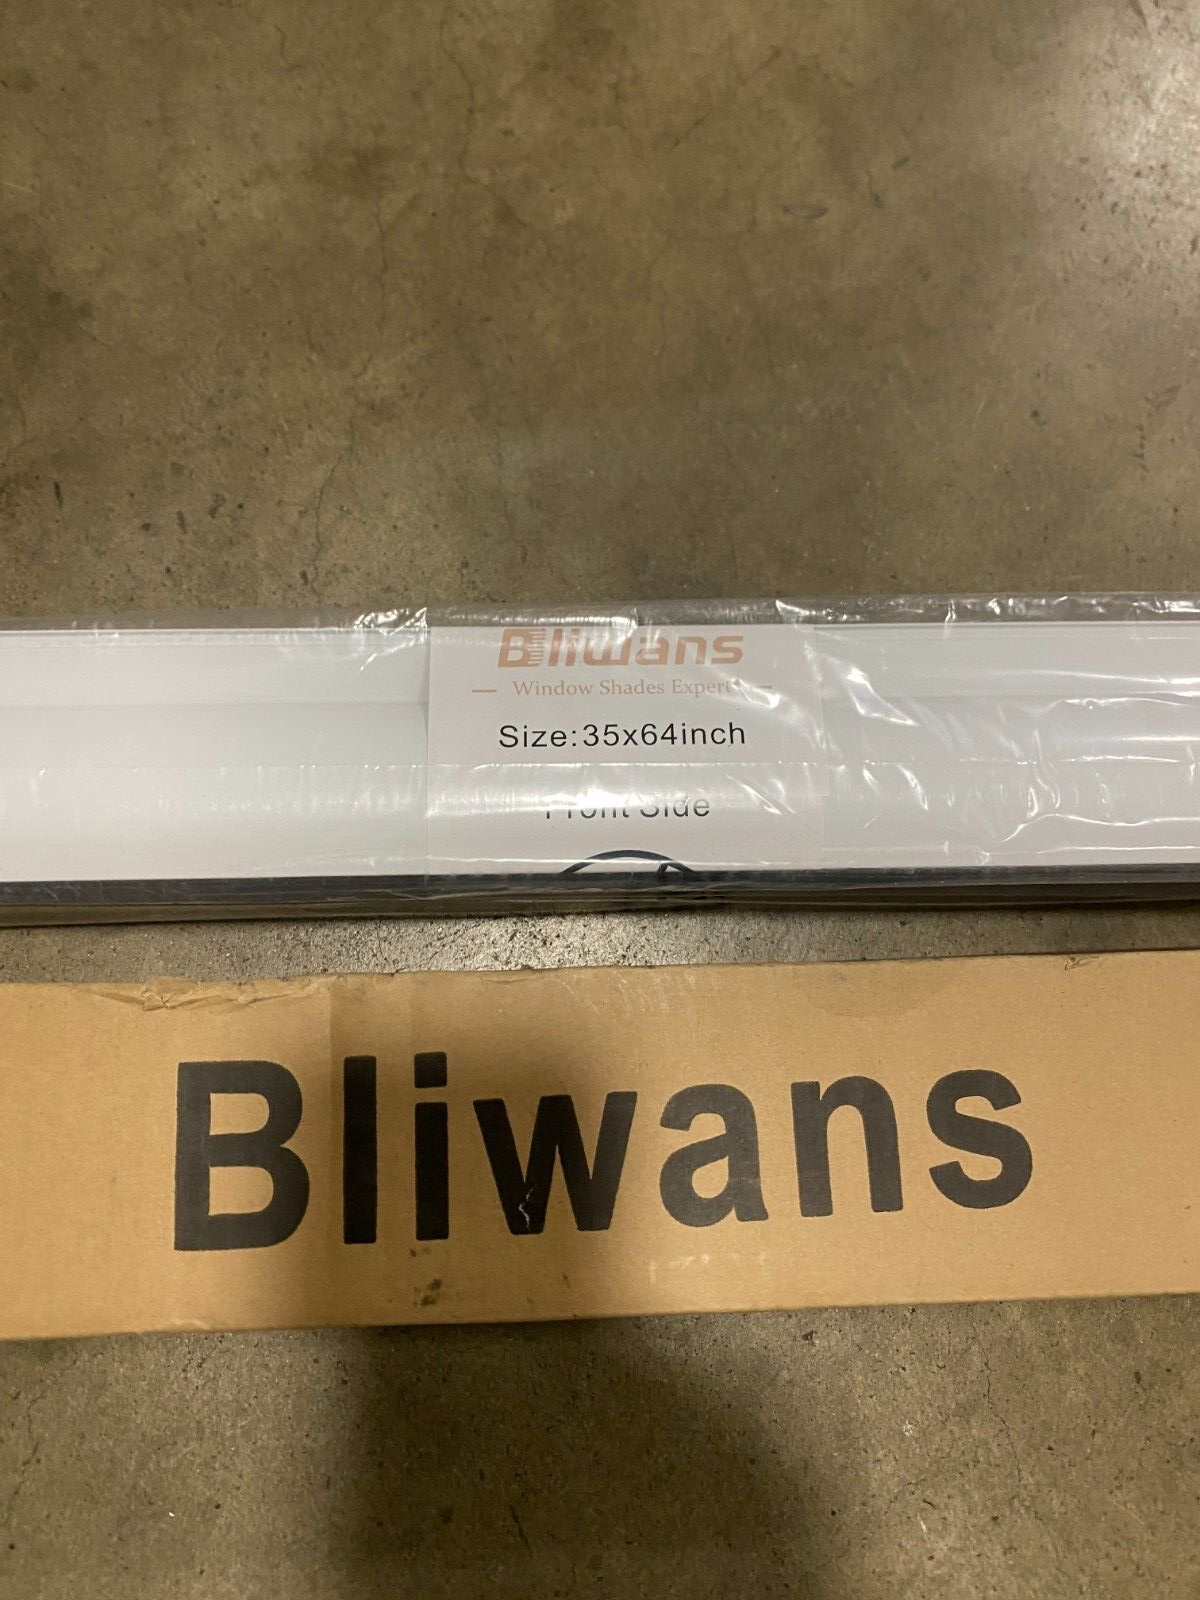 Bliwans
Window Shades Expert
Size:35x64inch
Front Side
Bliwans